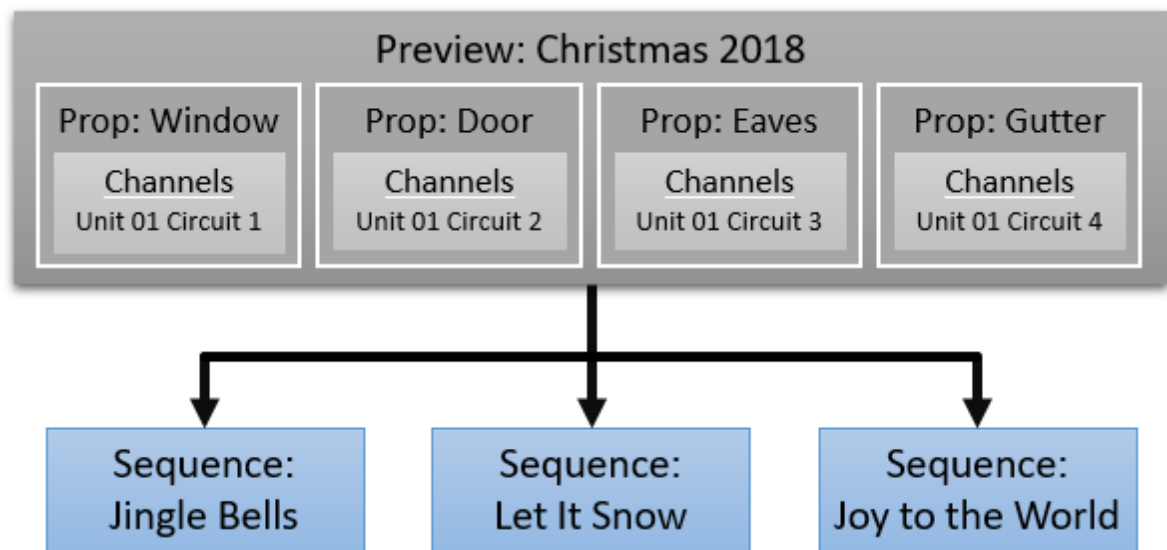 Preview: Christmas 2018
Prop: Window
Channels
Unit 01 Circuit 1
Prop: Door
Channels
Unit 01 Circuit 2
Prop: Eaves
Channels
Unit 01 Circuit 3
Prop: Gutter
Channels
Unit 01 Circuit 4
Sequence:
Jingle Bells
Sequence:
Let It Snow
Sequence:
Joy to the World